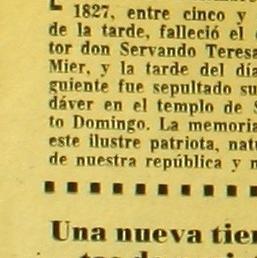 1827, entre cinco y
de la tarde, falleció el
tor don Servando Teresa
Mier, y la tarde del día
guiente fue sepultado su
dáver en el templo de S
to Domingo. La memoria
este ilustre patriota, nat
de nuestra república y
Una nueva tien